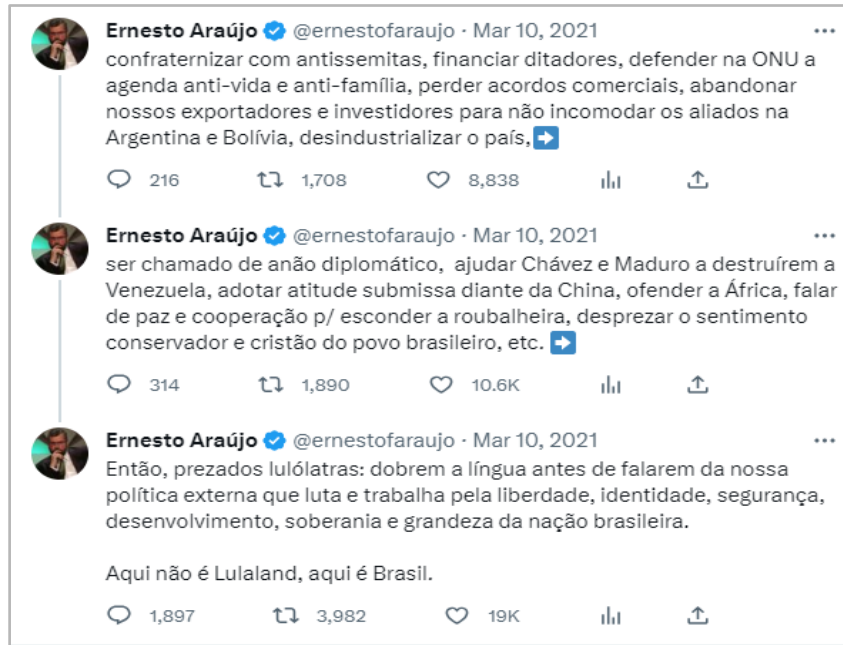 Ernesto Araújo @ernestofaraujo · Mar 10, 2021
confraternizar com antissemitas, financiar ditadores, defender na ONU a
agenda anti-vida e anti-família, perder acordos comerciais, abandonar
nossos exportadores e investidores para não incomodar os aliados na
Argentina e Bolívia, desindustrializar o país,➡
216 1,708 8,838
Ernesto Araújo @ernestofaraujo · Mar 10, 2021
ser chamado de anão diplomático, ajudar Chávez e Maduro a destruírem a
Venezuela, adotar atitude submissa diante da China, ofender a África, falar
de paz e cooperação p/ esconder a roubalheira, desprezar o sentimento
conservador e cristão do povo brasileiro, etc. ➡
314 1,890 10.6K
Ernesto Araújo @ernestofaraujo · Mar 10, 2021
Então, prezados lulólatras: dobrem a língua antes de falarem da nossa
política externa que luta e trabalha pela liberdade, identidade, segurança,
desenvolvimento, soberania e grandeza da nação brasileira.
Aqui não é Lulaland, aqui é Brasil.
1,897 3,982 19K